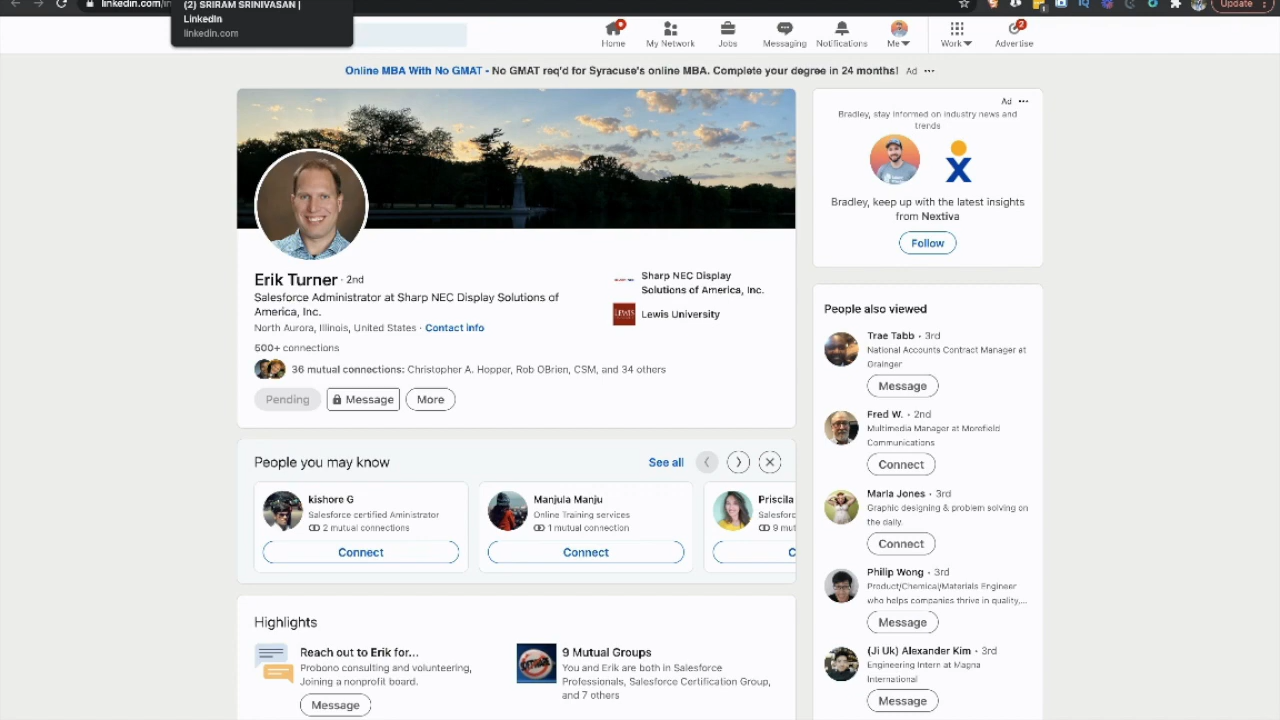 linkedin.com/in
(2) SRIRAM SRINIVASAN |
LinkedIn
linkedin.com
Update
Home
My Network
Jobs
Messaging
Notifications
Me
Work
2
Advertise
Online MBA With No GMAT - No GMAT req'd for Syracuse's online MBA. Complete your degree in 24 months! Ad ...
Erik Turner · 2nd
Salesforce Administrator at Sharp NEC Display Solutions of
America, Inc.
North Aurora, Illinois, United States · Contact info
500+ connections
36 mutual connections: Christopher A. Hopper, Rob OBrien, CSM, and 34 others
Pending
Message
More
Sharp NEC Display
Solutions of America, Inc.
LEWIS
Lewis University
People you may know
See all
kishore G
Salesforce certified Aministrator
2 mutual connections
Connect
Manjula Manju
Online Training services
1 mutual connection
Connect
Priscila
Salesforc
9 mut
C
Highlights
Reach out to Erik for...
Probono consulting and volunteering,
Joining a nonprofit board.
Message
9 Mutual Groups
You and Erik are both in Salesforce
Professionals, Salesforce Certification Group,
and 7 others
Ad ...
Bradley, stay informed on industry news and
trends
Bradley, keep up with the latest insights
from Nextiva
Follow
People also viewed
Trae Tabb · 3rd
National Accounts Contract Manager at
Grainger
Message
Fred W. · 2nd
Multimedia Manager at Morefield
Communications
Connect
Marla Jones · 3rd
Graphic designing & problem solving on
the daily.
Connect
Philip Wong · 3rd
Product/Chemical/Materials Engineer
who helps companies thrive in quality,...
Message
(Ji Uk) Alexander Kim · 3rd
Engineering Intern at Magna
International
Message